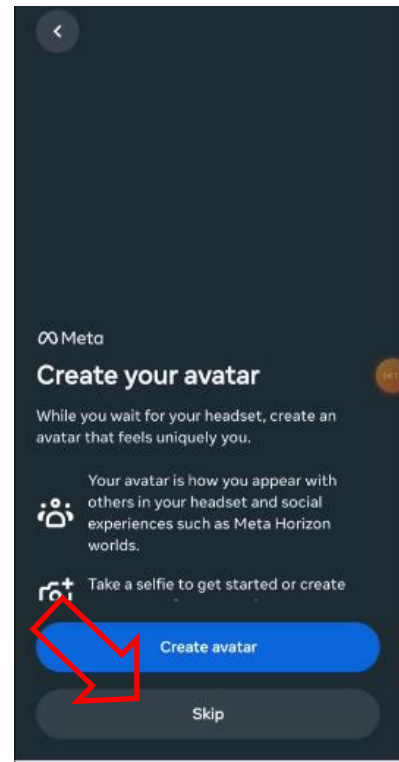 Meta
Create your avatar
While you wait for your headset, create an
avatar that feels uniquely you.
Your avatar is how you appear with
others in your headset and social
experiences such as Meta Horizon
worlds.
Take a selfie to get started or create
Create avatar
Skip